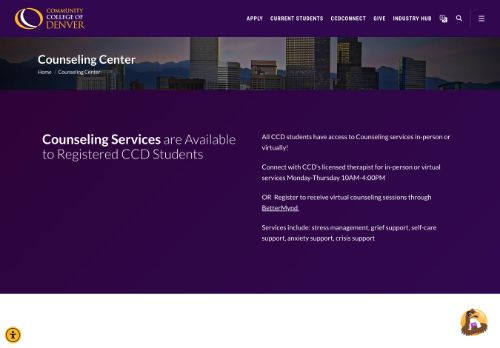 COMMUNITY
COLLEGE OF
DENVER
APPLY CURRENT STUDENTS CCDCONNECT GIVE INDUSTRY HUB
Counseling Center
Home / Counseling Center
Counseling Services are Available
to Registered CCD Students
All CCD students have access to Counseling services in-person or
virtually!
Connect with CCD's licensed therapist for in-person or virtual
services Monday-Thursday 10AM-4:00PM
OR Register to receive virtual counseling sessions through
BetterMynd
Services include: stress management, grief support, self-care
support, anxiety support, crisis support